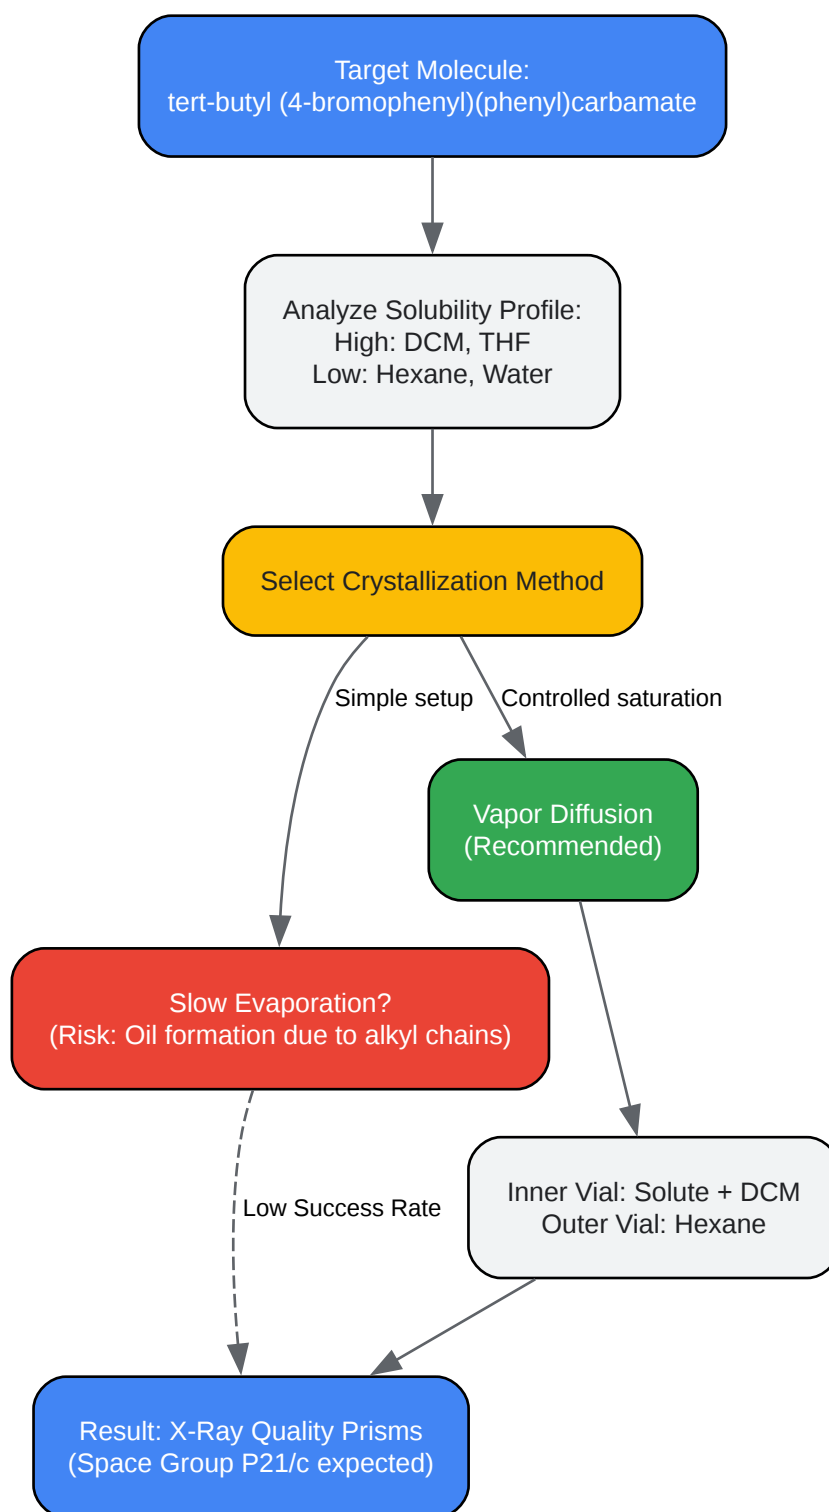 Target Molecule:
tert-butyl (4-bromophenyl)(phenyl)carbamate
Analyze Solubility Profile:
High: DCM, THF
Low: Hexane, Water
Select Crystallization Method
Simple setup
Controlled saturation
Vapor Diffusion
(Recommended)
Slow Evaporation?
(Risk: Oil formation due to alkyl chains)
Inner Vial: Solute + DCM
Outer Vial: Hexane
Low Success Rate
Result: X-Ray Quality Prisms
(Space Group P21/c expected)